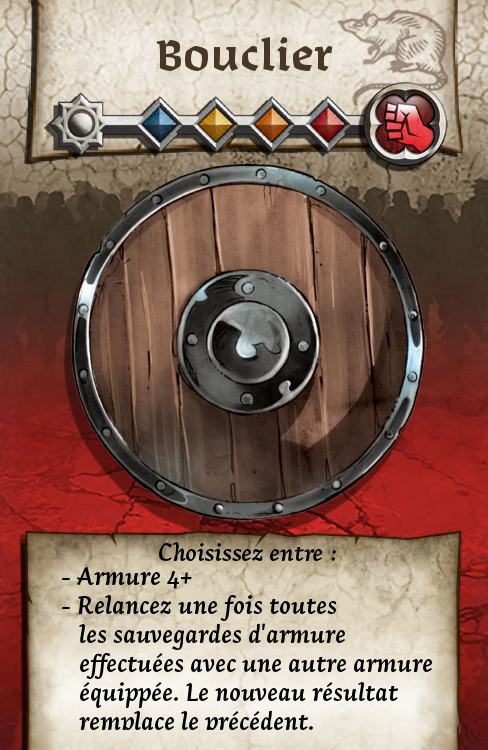 Bouclier
Choisissez entre :
- Armure 4+
- Relancez une fois toutes
les sauvegardes d'armure
effectuées avec une autre armure
équippée. Le nouveau résultat
remplace le précédent.